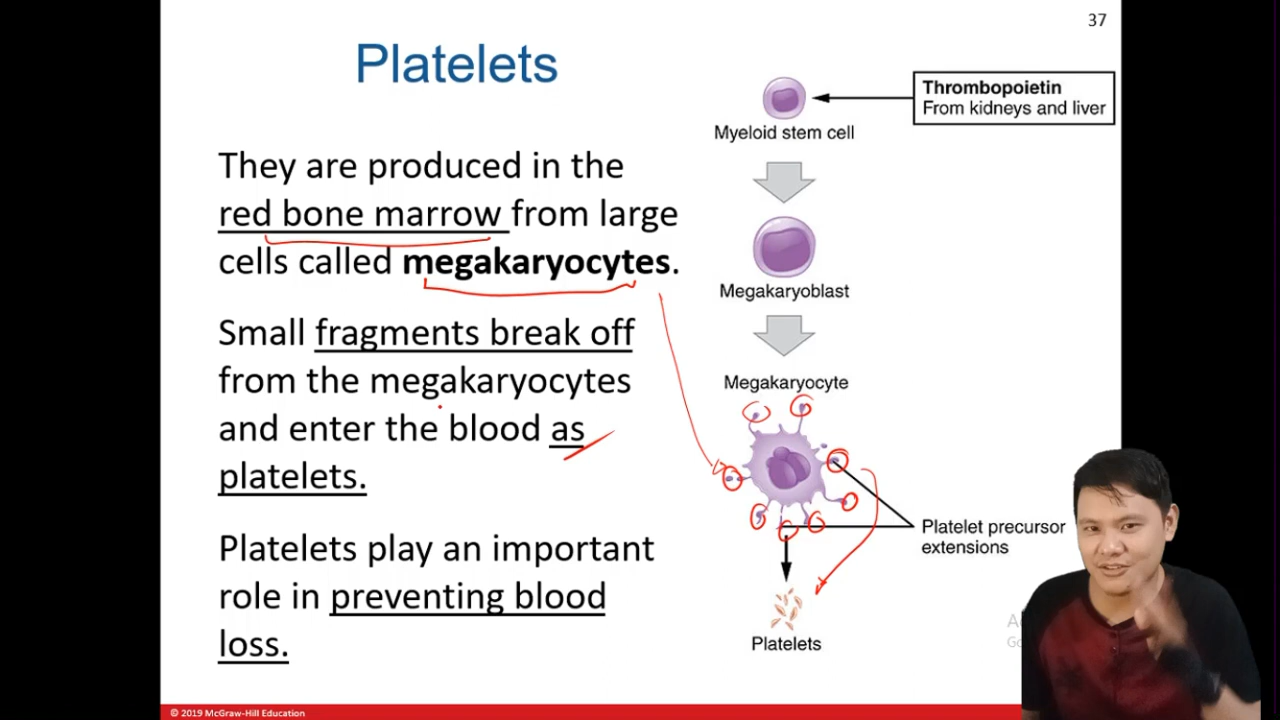 37
Platelets
They are produced in the
red bone marrow from large
cells called megakaryocytes.
Small fragments break off
from the megakaryocytes
and enter the blood as
platelets.
Platelets play an important
role in preventing blood
loss.
Thrombopoietin
From kidneys and liver
Myeloid stem cell
Megakaryoblast
Megakaryocyte
Platelet precursor
extensions
Platelets
© 2019 McGraw-Hill Education